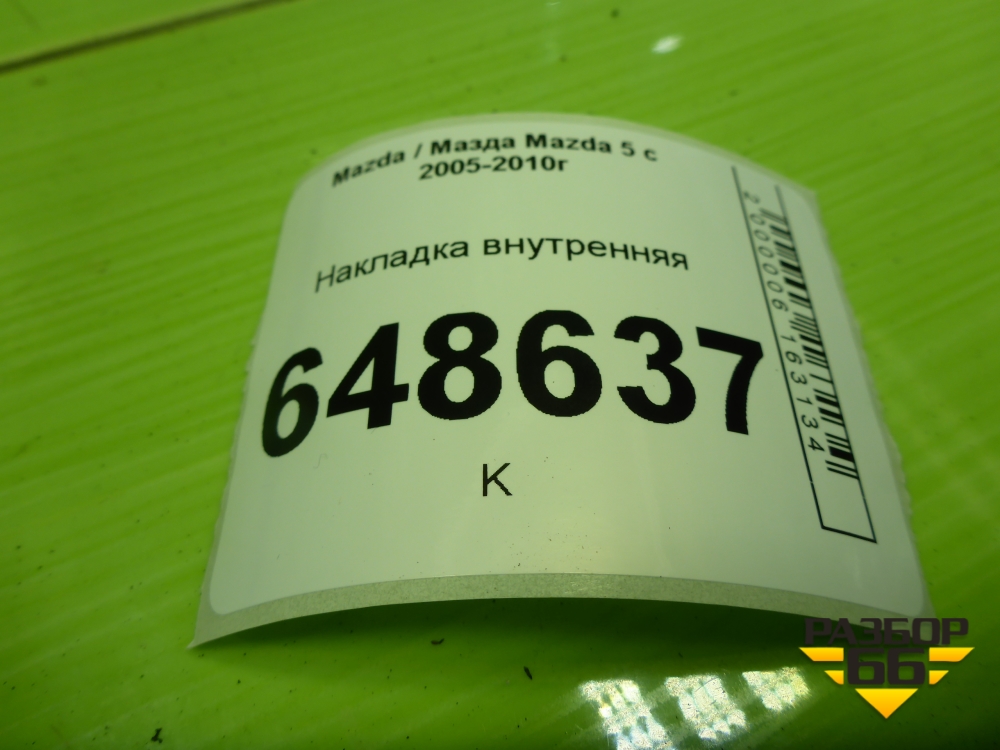 Mazda / Мазда Mazda 5 с
2005-2010г
Накладка внутренняя
648637
К
2000006163134
РАЗБОР
66